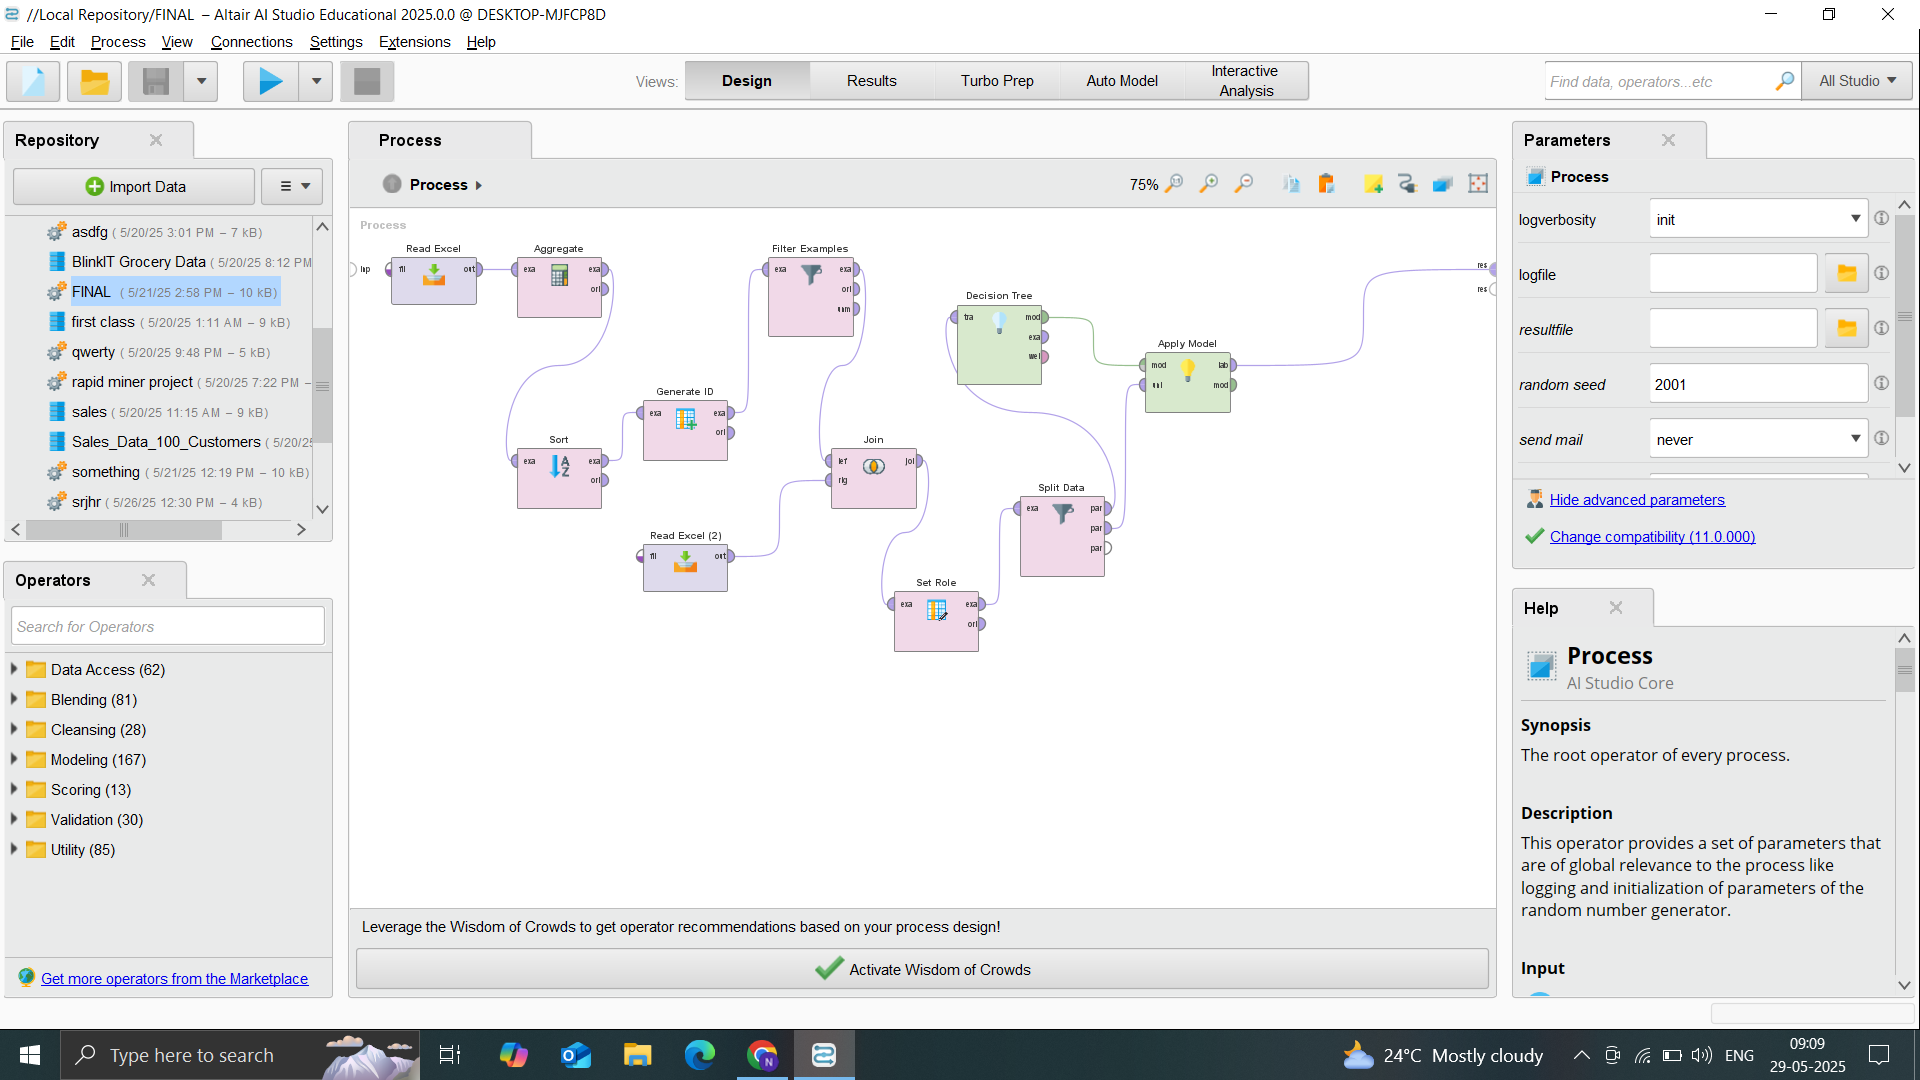 //Local Repository/FINAL – Altair AI Studio Educational 2025.0.0 @ DESKTOP-MJFCP8D
File Edit Process View Connections Settings Extensions Help
Views: Design Results Turbo Prep Auto Model Interactive Analysis
Find data, operators...etc
All Studio
Repository
Import Data
asdfg ( 5/20/25 3:01 PM – 7 kB)
BlinkIT Grocery Data ( 5/20/25 8:12 PM
FINAL ( 5/21/25 2:58 PM – 10 kB)
first class ( 5/20/25 1:11 AM – 9 kB)
qwerty ( 5/20/25 9:48 PM – 5 kB)
rapid miner project ( 5/20/25 7:22 PM –
sales ( 5/20/25 11:15 AM – 9 kB)
Sales_Data_100_Customers ( 5/20/25
something ( 5/21/25 12:19 PM – 10 kB)
srjhr ( 5/26/25 12:30 PM – 4 kB)
Operators
Search for Operators
Data Access (62)
Blending (81)
Cleansing (28)
Modeling (167)
Scoring (13)
Validation (30)
Utility (85)
Get more operators from the Marketplace
Process
Process
75%
Process
inp
Read Excel
fil out
Aggregate
exa exa
ori
Filter Examples
exa exa
ori
unm
Decision Tree
tra mod
exa
wei
Apply Model
mod lab
unl mod
res
res
Generate ID
exa exa
ori
Sort
exa exa
ori
Join
lef joi
rig
Read Excel (2)
fil out
Split Data
exa par
par
par
Set Role
exa exa
ori
Leverage the Wisdom of Crowds to get operator recommendations based on your process design!
Activate Wisdom of Crowds
Parameters
Process
logverbosity init
logfile
resultfile
random seed 2001
send mail never
Hide advanced parameters
Change compatibility (11.0.000)
Help
Process
AI Studio Core
Synopsis
The root operator of every process.
Description
This operator provides a set of parameters that
are of global relevance to the process like
logging and initialization of parameters of the
random number generator.
Input
Type here to search
24°C Mostly cloudy
ENG
09:09
29-05-2025